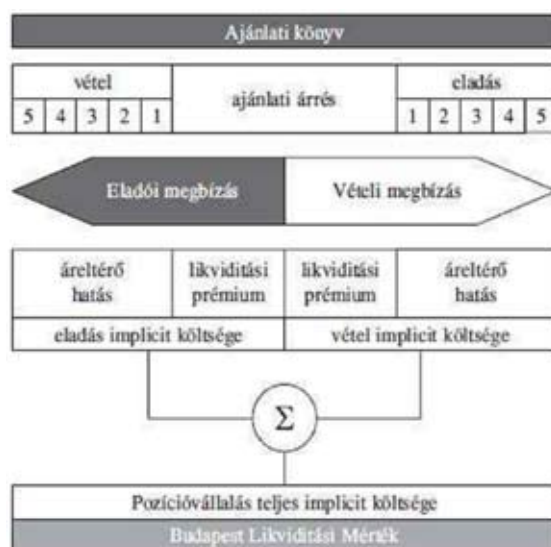 Ajánlati könyv
vétel ajánlati árrés eladás
5 4 3 2 1 1 2 3 4 5
Eladói megbízás Vételi megbízás
áreltérő hatás likviditási prémium likviditási prémium áreltérő hatás
eladás implicit költsége vétel implicit költsége
Σ
Pozícióvállalás teljes implicit költsége
Budapest Likviditási Mérték